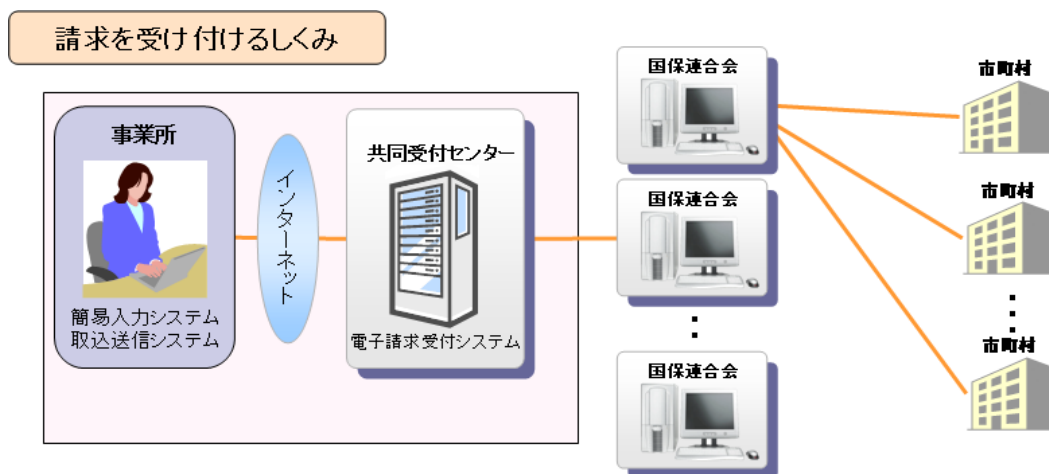 請求を受け付けるしくみ
事業所
簡易入力システム
取込送信システム
インターネット
共同受付センター
電子請求受付システム
国保連合会
国保連合会
国保連合会
市町村
市町村
市町村